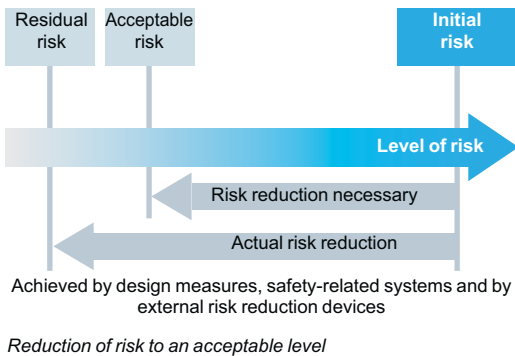 Residual
risk
Acceptable
risk
Initial
risk
Level of risk
Risk reduction necessary
Actual risk reduction
Achieved by design measures, safety-related systems and by
external risk reduction devices
Reduction of risk to an acceptable level